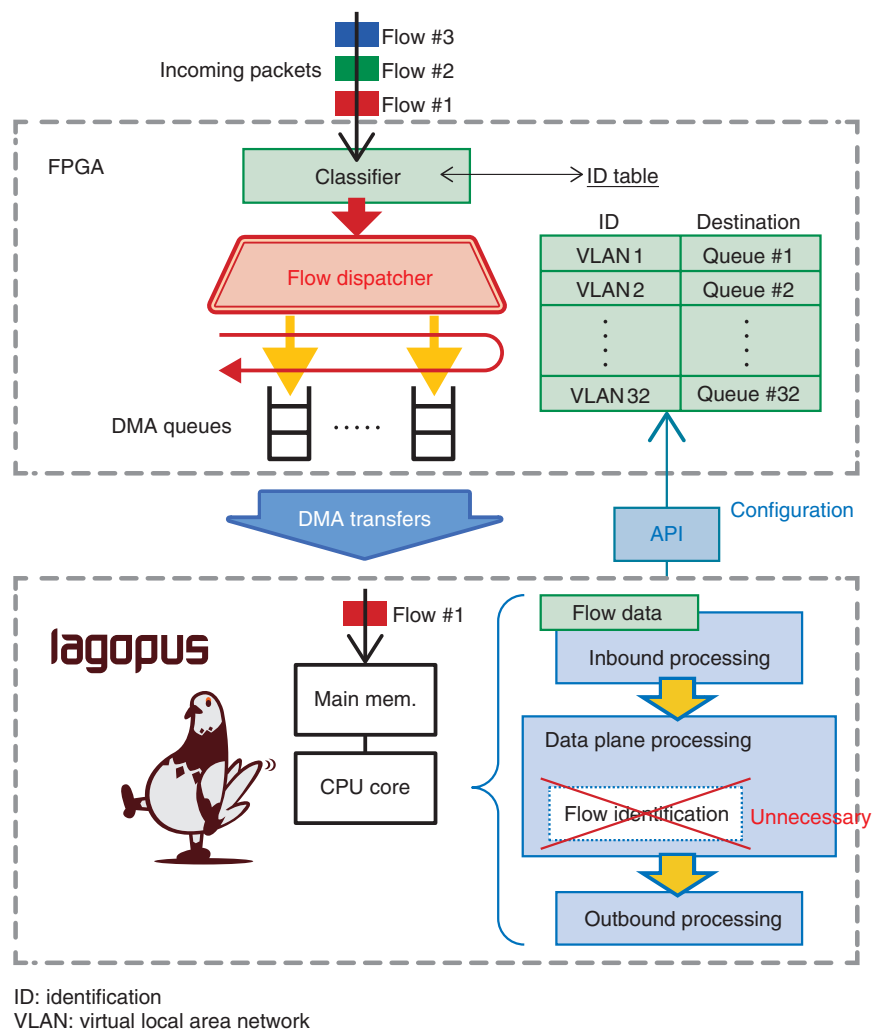 Flow #3
Incoming packets
Flow #2
Flow #1
FPGA
Classifier
ID table
ID
Destination
VLAN 1
Queue #1
VLAN 2
Queue #2
VLAN 32
Queue #32
Flow dispatcher
DMA queues
DMA transfers
Configuration
API
Flow #1
lagopus
Main mem.
CPU core
Flow data
Inbound processing
Data plane processing
Flow identification
Unnecessary
Outbound processing
ID: identification
VLAN: virtual local area network